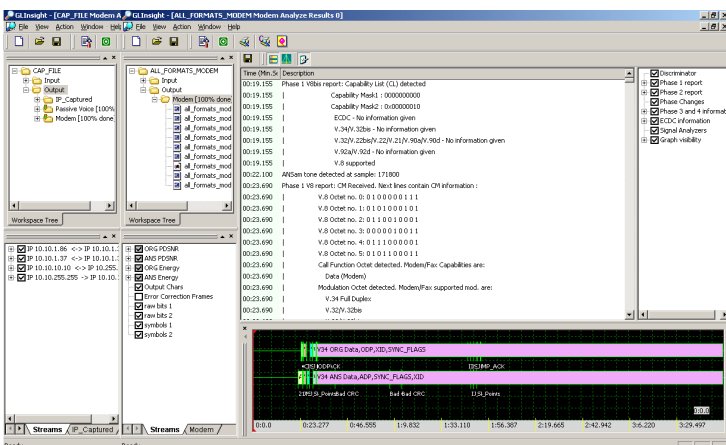 GLInsight - [CAP_FILE Modem A
GLInsight - [ALL_FORMATS_MODEM Modem Analyze Results 0]
File View Action Window Help
File View Action Window Help
CAP_FILE
Input
Output
IP_Captured
Passive Voice [100%
Modem [100% done
Workspace Tree
ALL_FORMATS_MODEM
Input
Output
Modem [100% done
all_formats_mod
all_formats_mod
all_formats_mod
all_formats_mod
all_formats_mod
all_formats_mod
all_formats_mod
Workspace Tree
Time (Min.Se Description
00:19.155 Phase 1 V8bis report: Capability List (CL) detected
00:19.155 | Capability Mask1 : 0000000000
00:19.155 | Capability Mask2 : 0x00000010
00:19.155 | ECDC - No information given
00:19.155 | V.34/V.32bis - No information given
00:19.155 | V.32/V.22bis/V.22/V.21/V.90a/V.90d - No information given
00:19.155 | V.92a/V.92d - No information given
00:19.155 | V.8 supported
00:22.100 ANSam tone detected at sample: 171800
00:23.690 Phase 1 V8 report: CM Received. Next lines contain CM information :
00:23.690 | V.8 Octet no. 0: 0 1 0 0 0 0 0 1 1 1
00:23.690 | V.8 Octet no. 1: 0 1 0 1 0 0 0 1 0 1
00:23.690 | V.8 Octet no. 2: 0 1 1 0 0 1 0 0 0 1
00:23.690 | V.8 Octet no. 3: 0 0 0 0 0 1 0 0 1 1
00:23.690 | V.8 Octet no. 4: 0 1 1 1 0 0 0 0 0 1
00:23.690 | V.8 Octet no. 5: 0 1 0 1 1 0 0 0 0 1
00:23.690 | Call Function Octet detected. Modem/Fax Capabilities are:
00:23.690 | Data (Modem)
00:23.690 | Modulation Octet detected. Modem/Fax supported mod. are:
00:23.690 | V.34 Full Duplex
00:23.690 | V.32/V.32bis
Discriminator
Phase 1 report
Phase 2 report
Phase Changes
Phase 3 and 4 informat
ECDC information
Signal Analyzers
Graph visibility
IP 10.10.1.86 <-> IP 10.10.1.
IP 10.10.1.37 <-> IP 10.10.1.
IP 10.10.10.10 <-> IP 10.255.
IP 10.255.255.255 -> IP 10.10.
Streams IP_Captured
ORG PDSNR
ANS PDSNR
ORG Energy
ANS Energy
Output Chars
Error Correction Frames
raw bits 1
raw bits 2
symbols 1
symbols 2
Streams Modem
V34 ORG Data,ODP,XID,SYNC_FLAGS
V34 ANS Data,ADP,SYNC_FLAGS,XID
Bad CRC
0:0.0
0:0.0 0:23.277 0:46.555 1:9.832 1:33.110 1:56.387 2:19.665 2:42.942 3:6.220 3:29.497